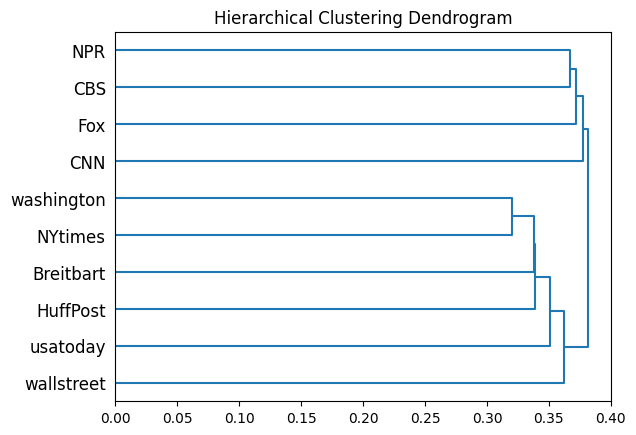 Hierarchical Clustering Dendrogram
NPR
CBS
Fox
CNN
washington
NYtimes
Breitbart
HuffPost
usatoday
wallstreet
0.00 0.05 0.10 0.15 0.20 0.25 0.30 0.35 0.40